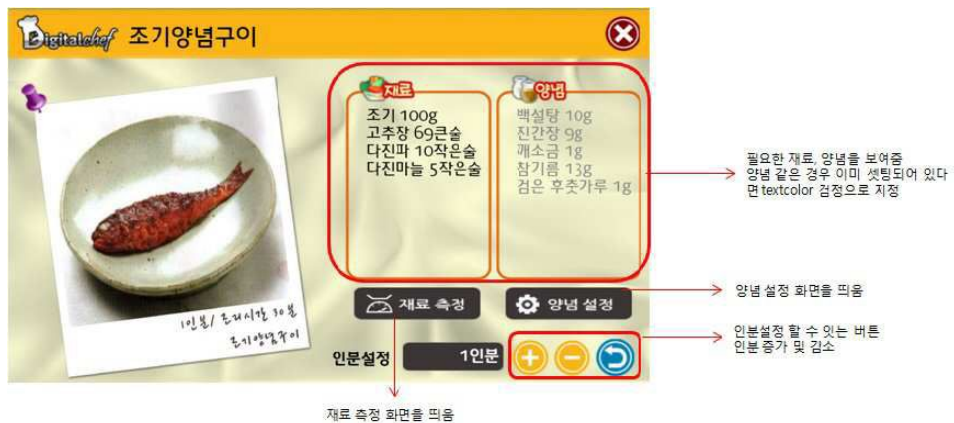 Digitalchef 조기양념구이
재료
조기 100g
고추장 69큰술
다진파 10작은술
다진마늘 5작은술
양념
백설탕 10g
진간장 9g
깨소금 1g
참기름 13g
검은 후춧가루 1g
1인분/ 조리시간 30분
조기양념구이
재료 측정
양념 설정
인분설정
1인분
필요한 재료, 양념을 보여줌
양념 같은 경우 이미 셋팅되어 있다
면 textcolor 검정으로 지정
양념 설정 화면을 띄움
인분설정 할 수 잇는 버튼
인분 증가 및 감소
재료 측정 화면을 띄움